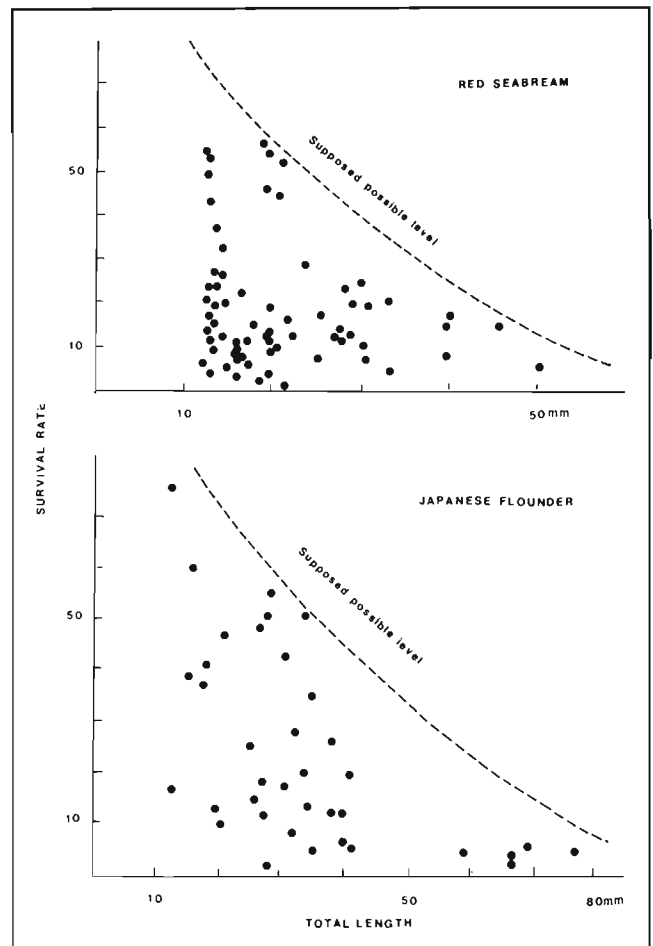 RED SEABREAM
Supposed possible level
50
10
10
50mm
SURVIVAL RATE
JAPANESE FLOUNDER
Supposed possible level
50
10
10
50
80mm
TOTAL LENGTH